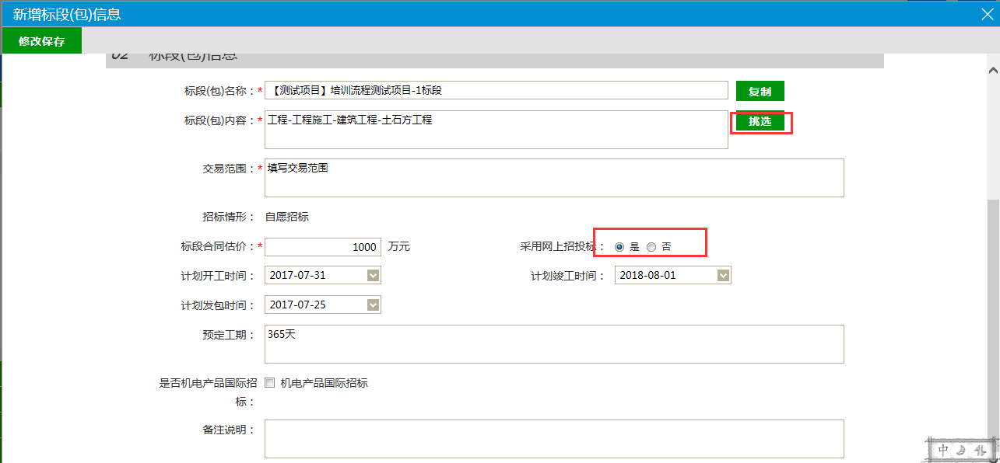 新增标段(包)信息
修改保存
02 标段(包)信息
标段(包)名称：* 【测试项目】培训流程测试项目-1标段 复制
标段(包)内容：* 工程-工程施工-建筑工程-土石方工程 挑选
交易范围：* 填写交易范围
招标情形： 自愿招标
标段合同估价：* 1000 万元 采用网上招投标： 是 否
计划开工时间： 2017-07-31 计划竣工时间： 2018-08-01
计划发包时间： 2017-07-25
预定工期： 365天
是否机电产品国际招 机电产品国际招标
标：
备注说明：
中